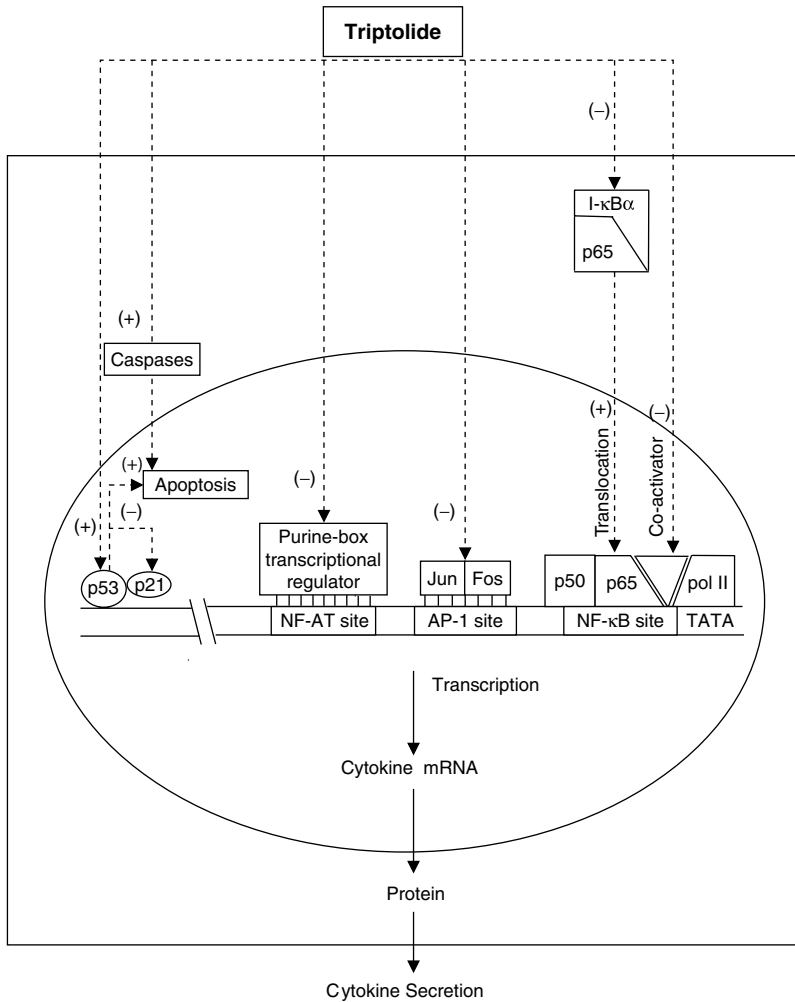 Triptolide
(–)
I-κBα
p65
(+)
Caspases
(+)
(–)
Translocation
Co-activator
(+)
Apoptosis
(–)
(–)
(+)
(–)
Purine-box
transcriptional
regulator
p53
p21
Jun
Fos
p50
p65
pol II
NF-AT site
AP-1 site
NF-κB site
TATA
Transcription
Cytokine mRNA
Protein
Cytokine Secretion